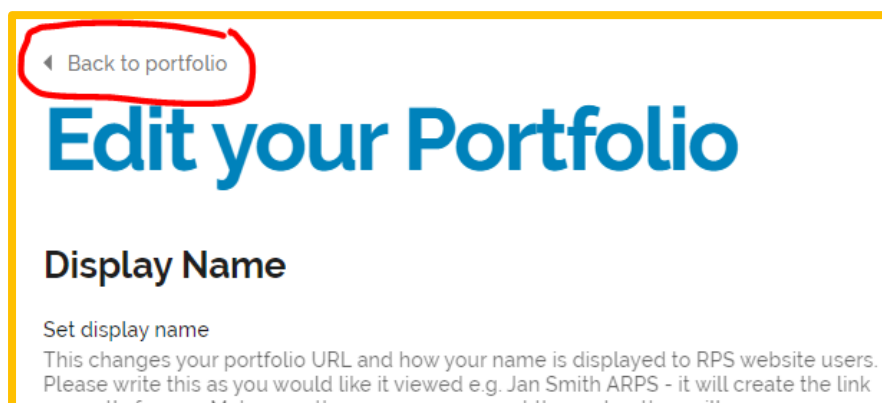 Back to portfolio
Edit your Portfolio
Display Name
Set display name
This changes your portfolio URL and how your name is displayed to RPS website users.
Please write this as you would like it viewed e.g. Jan Smith ARPS - it will create the link